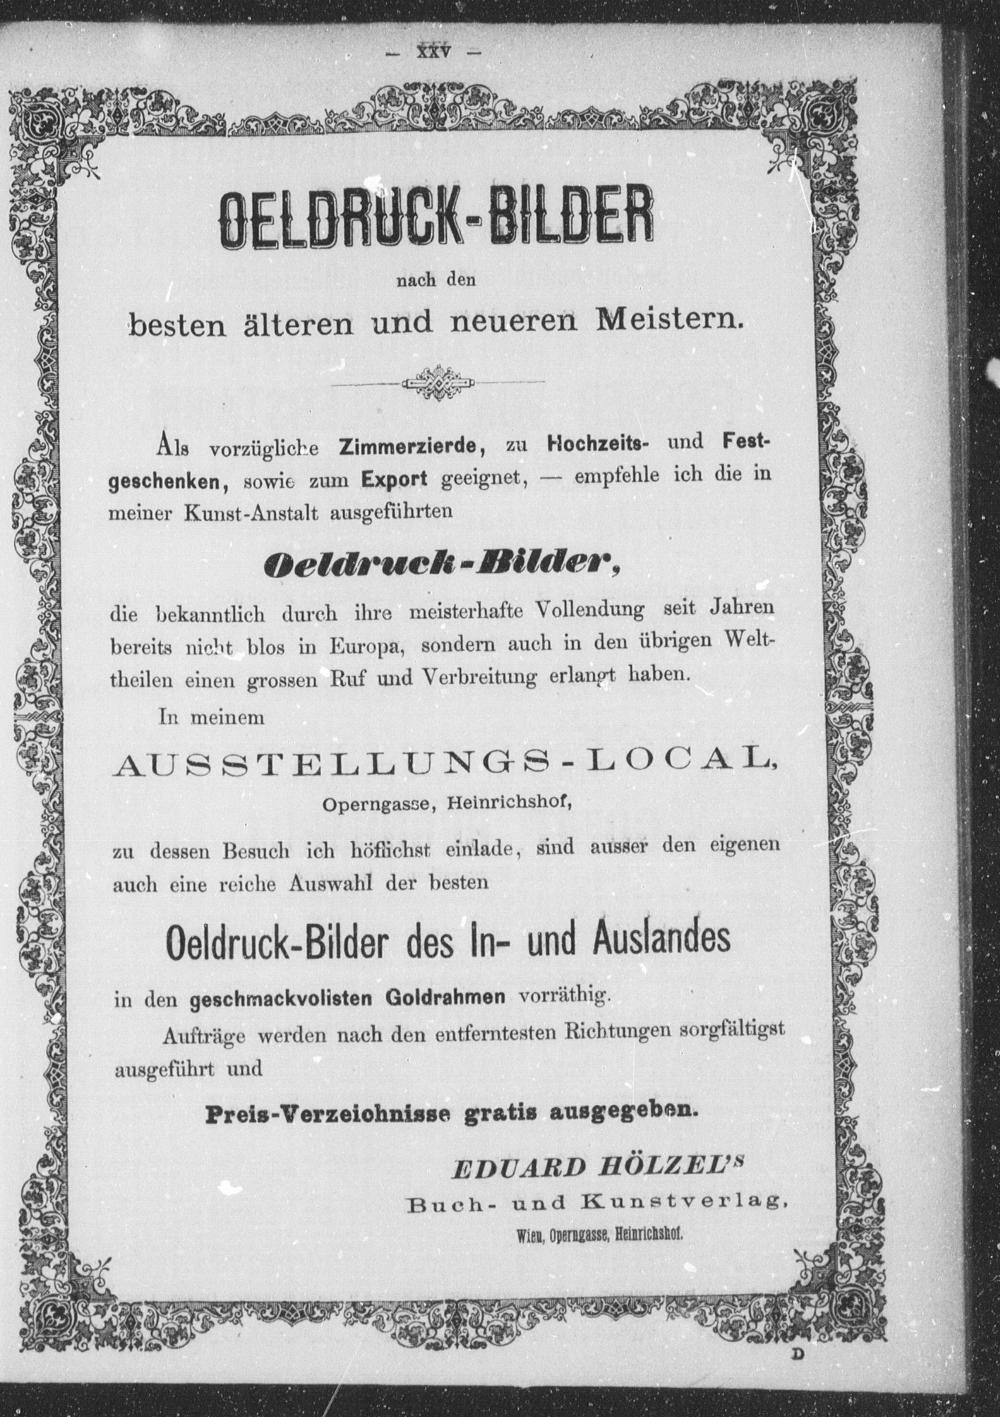 — XXV —
OELDRUCK-BILDER
nach den
besten älteren und neueren Meistern.
Als vorzügliche Zimmerzierde, zu Hochzeits- und Fest-
geschenken, sowie zum Export geeignet, — empfehle ich die in
meiner Kunst-Anstalt ausgeführten
Oeldruck-Bilder,
die bekanntlich durch ihre meisterhafte Vollendung seit Jahren
bereits nicht blos in Europa, sondern auch in den übrigen Welt-
theilen einen grossen Ruf und Verbreitung erlangt haben.
In meinem
AUSSTELLUNGS-LOCAL,
Operngasse, Heinrichshof,
zu dessen Besuch ich höflichst einlade, sind ausser den eigenen
auch eine reiche Auswahl der besten
Oeldruck-Bilder des In- und Auslandes
in den geschmackvollsten Goldrahmen vorräthig.
Aufträge werden nach den entferntesten Richtungen sorgfältigst
ausgeführt und
Preis-Verzeichnisse gratis ausgegeben.
EDUARD HÖLZEL's
Buch- und Kunstverlag,
Wien, Operngasse, Heinrichshof.
D